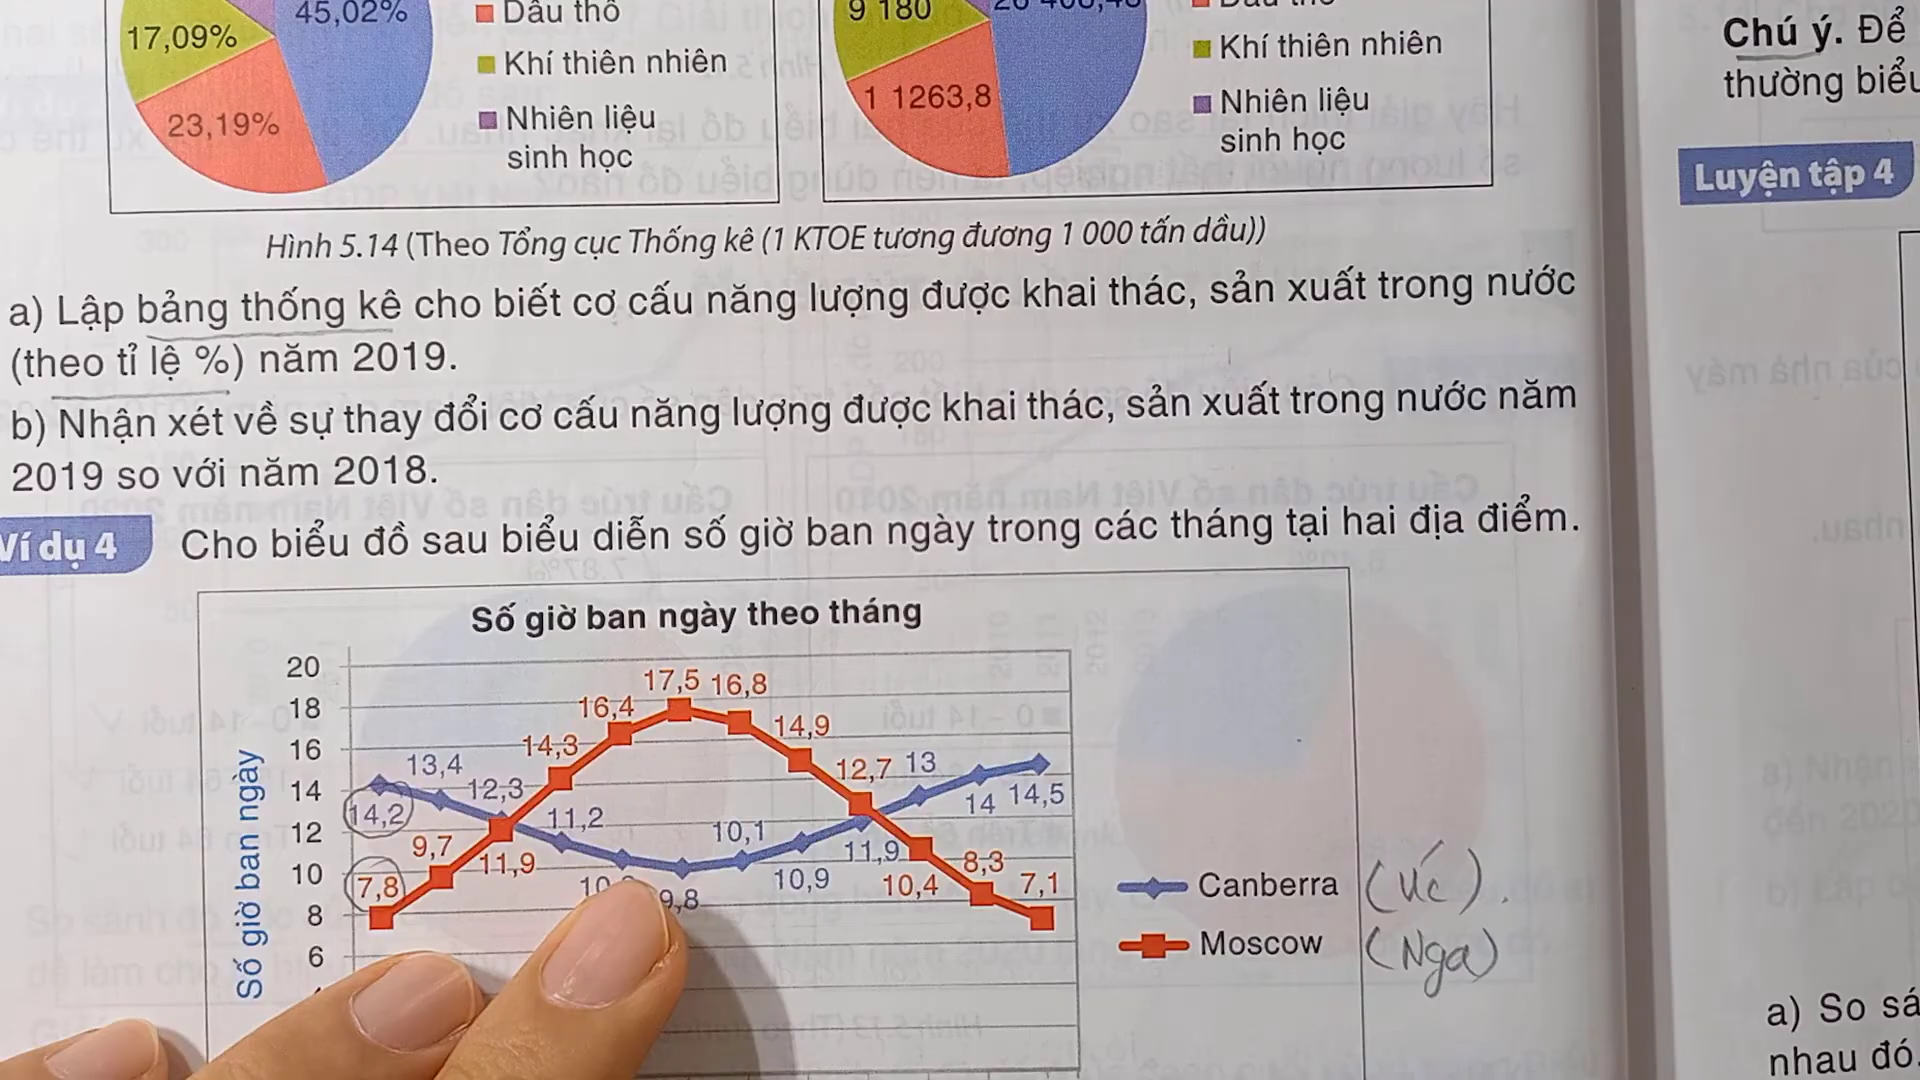 45,02%
17,09%
23,19%
Dầu thô
Khí thiên nhiên
Nhiên liệu
sinh học
9 180
1 1263,8
Khí thiên nhiên
Nhiên liệu
sinh học
Hình 5.14 (Theo Tổng cục Thống kê (1 KTOE tương đương 1 000 tấn dầu))
a) Lập bảng thống kê cho biết cơ cấu năng lượng được khai thác, sản xuất trong nước
(theo tỉ lệ %) năm 2019.
b) Nhận xét về sự thay đổi cơ cấu năng lượng được khai thác, sản xuất trong nước năm
2019 so với năm 2018.
Ví dụ 4 Cho biểu đồ sau biểu diễn số giờ ban ngày trong các tháng tại hai địa điểm.
Số giờ ban ngày theo tháng
Số giờ ban ngày
20
18
16
14
12
10
8
6
17,5 16,8
16,4
14,3 14,9
13,4 12,3 12,7 13
14,2 11,2 10,1 14 14,5
9,7 11,9 11,9 8,3
7,8 9,8 10,9 10,4 7,1
Canberra (Úc).
Moscow (Nga)
Chú ý. Để
thường
Luyện tập 4
a) So
nhau đó